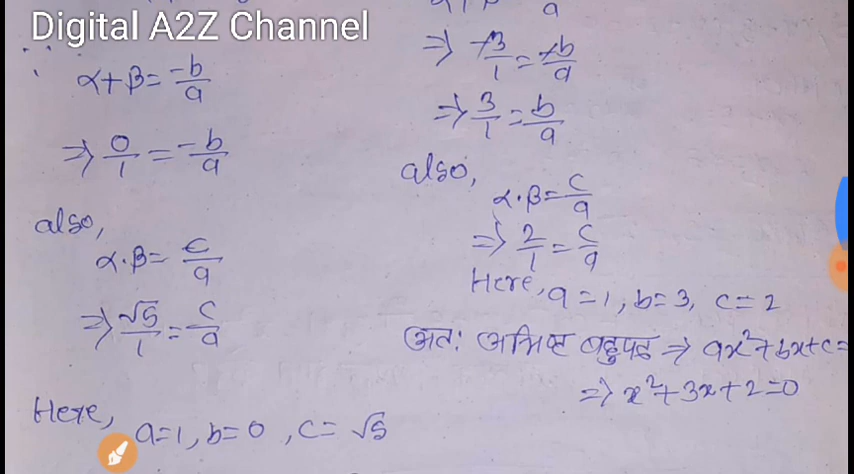 Digital A2Z Channel
∴ α+β = -b/a
⇒ 0/1 = -b/a
also,
α·β = c/a
⇒ √5/1 = c/a
Here,
a=1, b=0, c= √5
a
⇒ -3/1 = -b/a
⇒ 3/1 = b/a
also,
α·β = c/a
⇒ 2/1 = c/a
Here, a=1, b=3, c=2
अतः अभिष्ट बहुपद ⇒ ax²+bx+c=
⇒ x²+3x+2=0